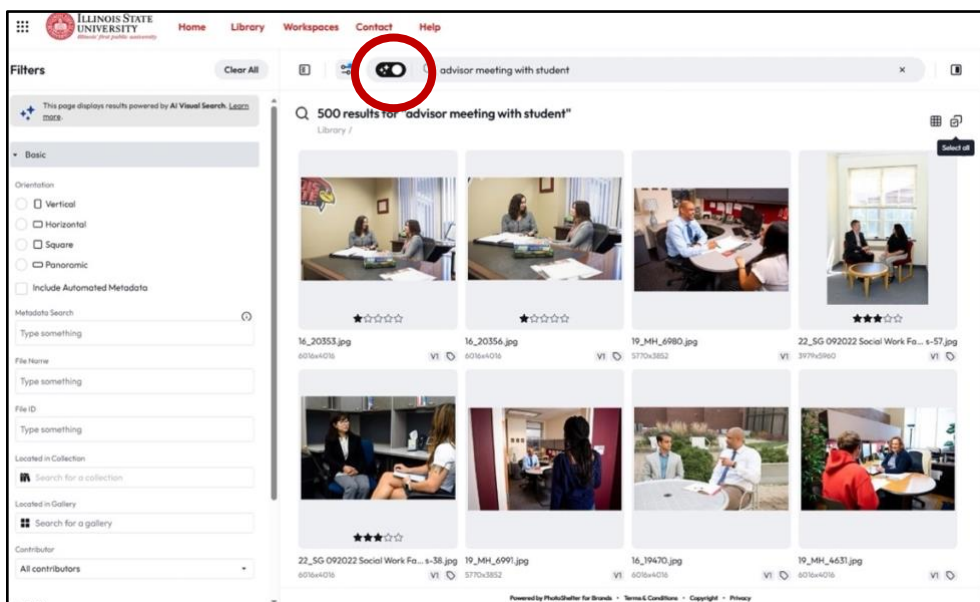 ILLINOIS STATE
UNIVERSITY
Illinois' first public university
Home
Library
Workspaces
Contact
Help
Filters
Clear All
advisor meeting with student
This page displays results powered by AI Visual Search. Learn
more.
500 results for "advisor meeting with student"
Library /
Select all
Basic
Orientation
Vertical
Horizontal
Square
Panoramic
Include Automated Metadata
Metadata Search
Type something
File Name
Type something
File ID
Type something
Located in Collection
Search for a collection
Located in Gallery
Search for a gallery
Contributor
All contributors
16_20353.jpg
6016x4016 V1
16_20356.jpg
6016x4016 V1
19_MH_6980.jpg
5770x3852 V1
22_SG 092022 Social Work Fa... s-57.jpg
3979x5960 V1
22_SG 092022 Social Work Fa... s-38.jpg
6016x4016 V1
19_MH_6991.jpg
5770x3852 V1
16_19470.jpg
6016x4016 V1
19_MH_4631.jpg
6016x4016 V1
Powered by PhotoShelter for Brands • Terms & Conditions • Copyright • Privacy